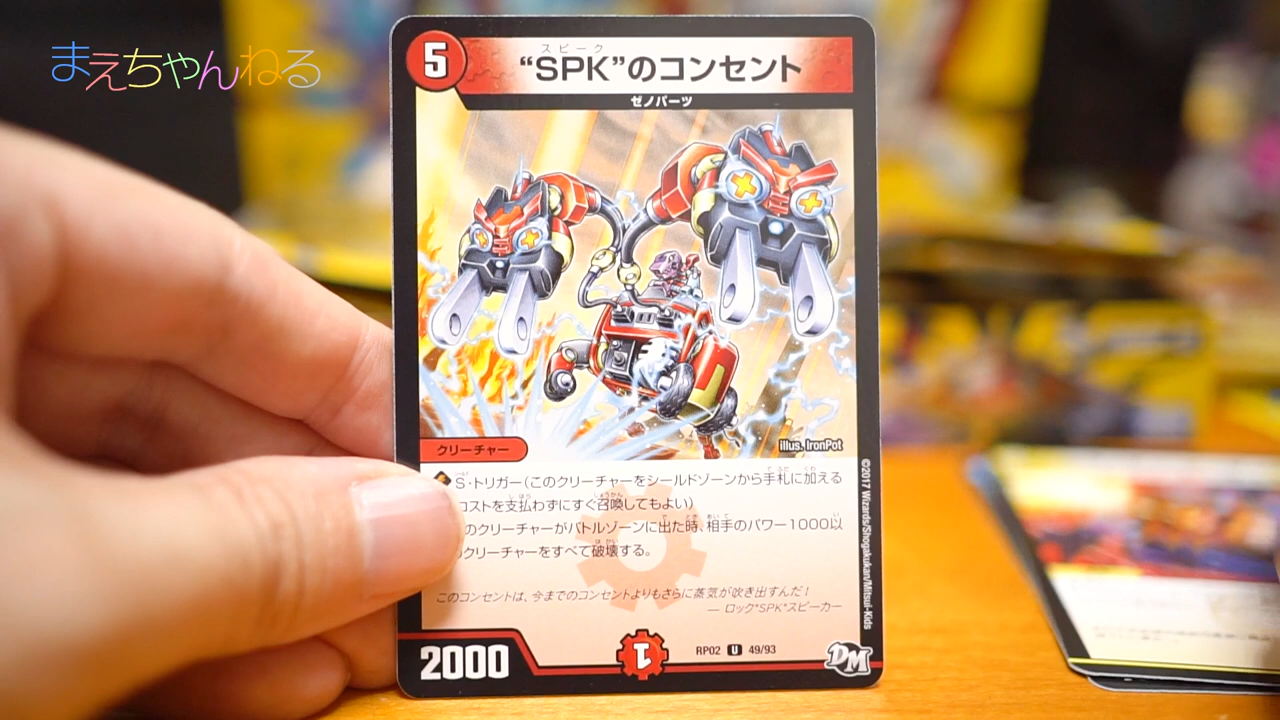 まえちゃんねる
5
スピーク
“SPK”のコンセント
ゼノパーツ
illus. IronPot
クリーチャー
S・トリガー(このクリーチャーをシールドゾーンから手札に加える
コストを支払わずにすぐ召喚してもよい)
のクリーチャーがバトルゾーンに出た時、相手のパワー1000以
クリーチャーをすべて破壊する。
このコンセントは、今までのコンセントよりもさらに蒸気が吹き出すんだ!
— ロック"SPK"スピーカー
2000
1
RP02 U 49/93
DM
©2017 Wizards/Shogakukan/Mitsui-Kids